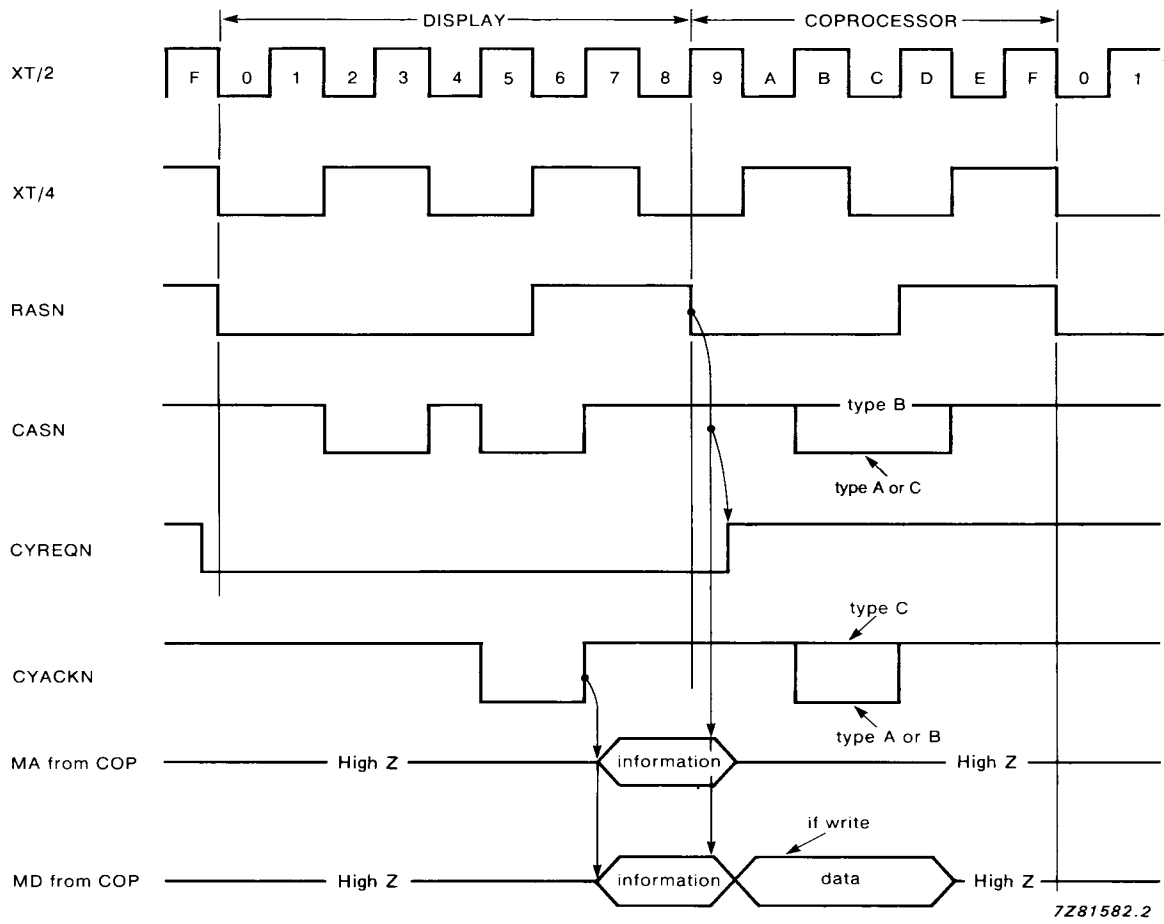 DISPLAY COPROCESSOR
XT/2 F 0 1 2 3 4 5 6 7 8 9 A B C D E F 0 1
XT/4
RASN
CASN type B
type A or C
CYREQN
type C
CYACKN
type A or B
MA from COP High Z information High Z
if write
MD from COP High Z information data High Z
7Z81582.2